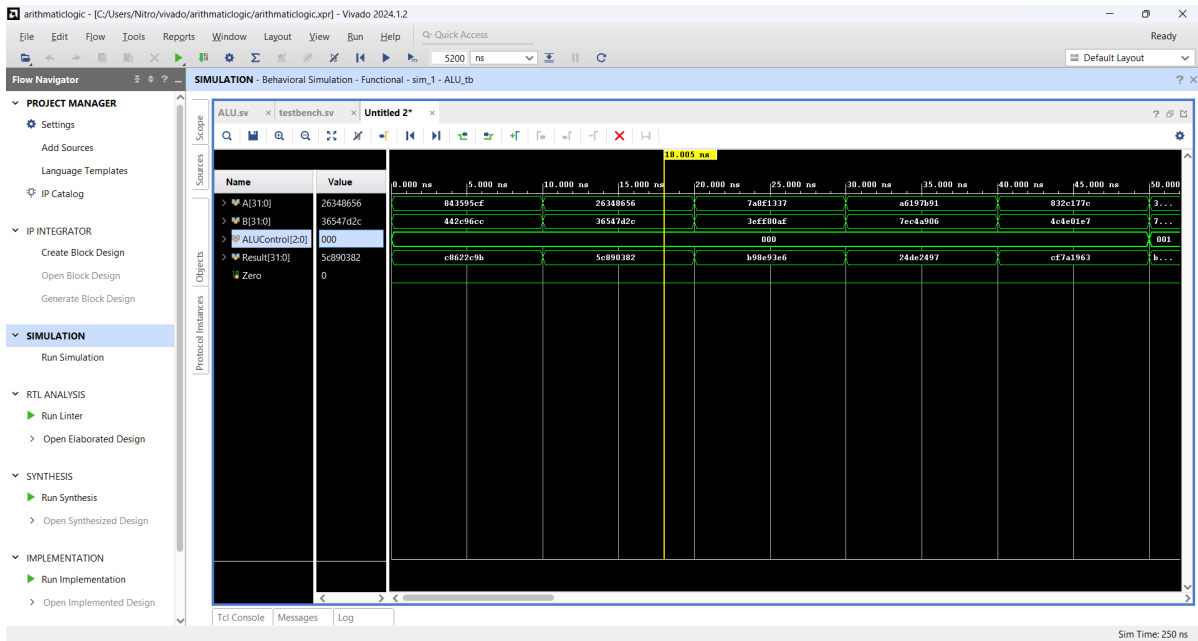 arithmaticlogic - [C:/Users/Nitro/vivado/arithmaticlogic/arithmaticlogic.xpr] - Vivado 2024.1.2
File Edit Flow Tools Reports Window Layout View Run Help Quick Access Ready
5200 ns Default Layout
Flow Navigator
SIMULATION - Behavioral Simulation - Functional - sim_1 - ALU_tb
PROJECT MANAGER
Settings
Add Sources
Language Templates
IP Catalog
IP INTEGRATOR
Create Block Design
Open Block Design
Generate Block Design
SIMULATION
Run Simulation
RTL ANALYSIS
Run Linter
Open Elaborated Design
SYNTHESIS
Run Synthesis
Open Synthesized Design
IMPLEMENTATION
Run Implementation
Open Implemented Design
Scope
Sources
Objects
Protocol Instances
ALU.sv testbench.sv Untitled 2*
18.005 ns
Name Value 0.000 ns 5.000 ns 10.000 ns 15.000 ns 20.000 ns 25.000 ns 30.000 ns 35.000 ns 40.000 ns 45.000 ns 50.000
A[31:0] 26348656 843595cf 26348656 7a8f1337 a6197b91 832c177c 3...
B[31:0] 36547d2c 442c96cc 36547d2c 3eff80af 7ec4a906 4c4e01e7 7...
ALUControl[2:0] 000 000 001
Result[31:0] 5c890382 c8622c9b 5c890382 b98e93e6 24de2497 cf7a1963 b...
Zero 0
Tcl Console Messages Log
Sim Time: 250 ns